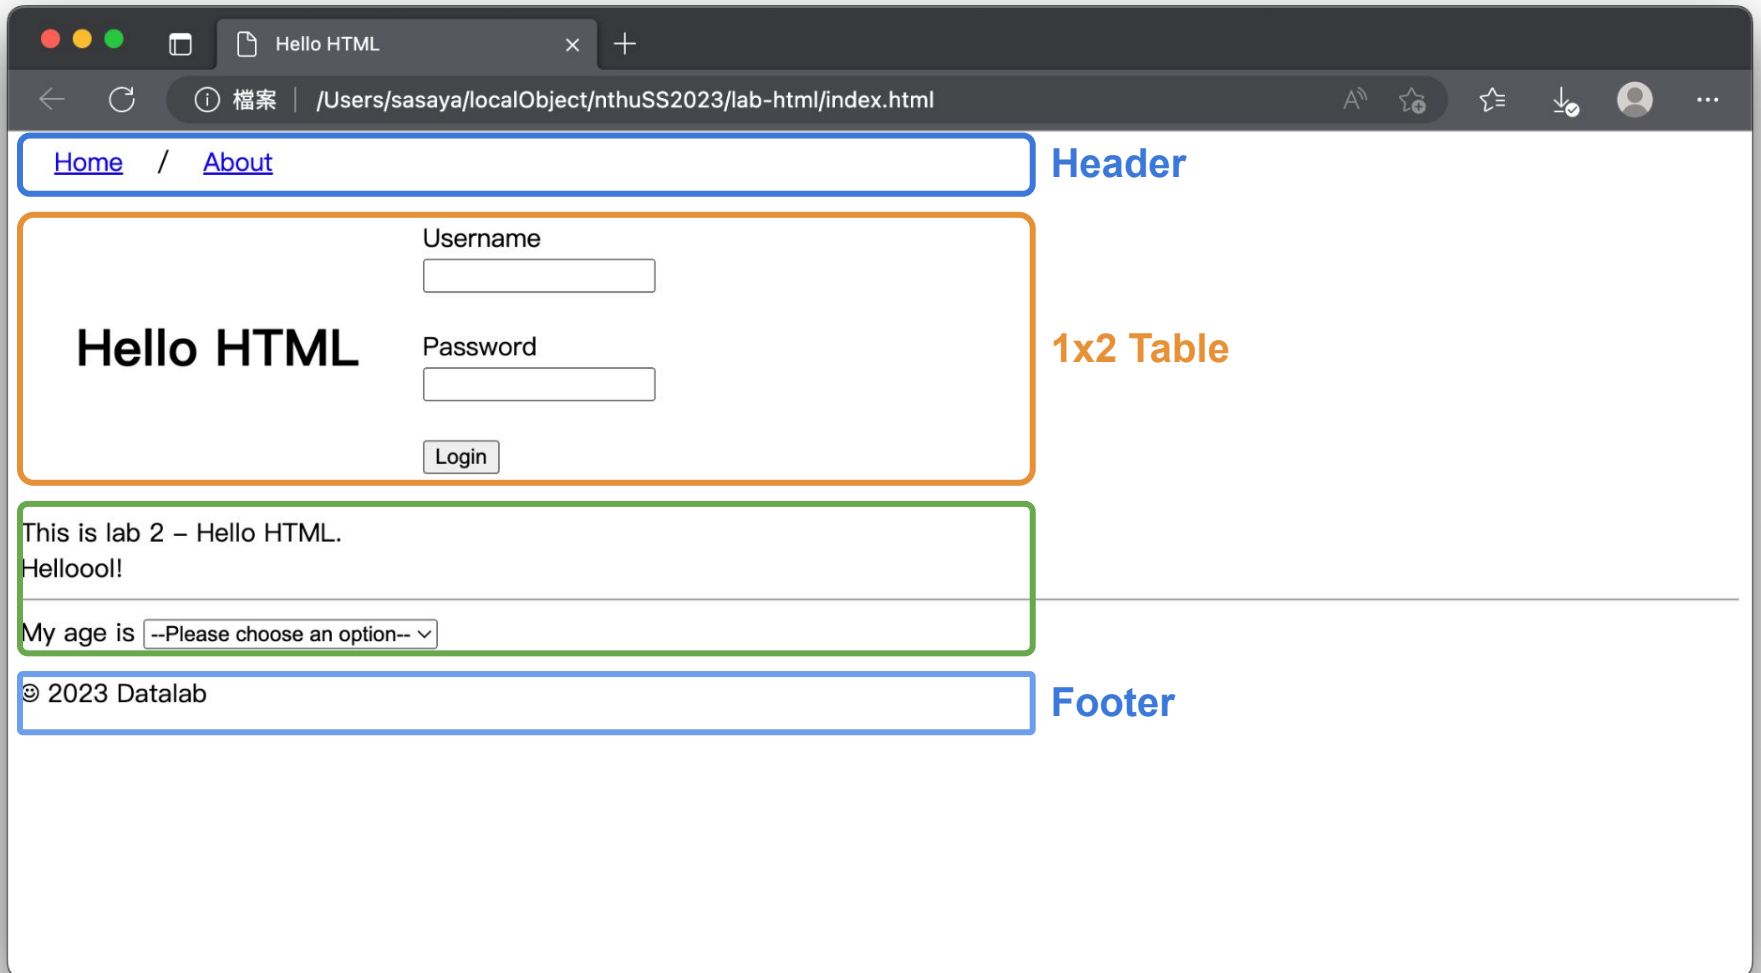 Hello HTML
檔案 | /Users/sasaya/localObject/nthuSS2023/lab-html/index.html
Home / About
Header
Username
Hello HTML
Password
1x2 Table
Login
This is lab 2 – Hello HTML.
Helloool!
My age is --Please choose an option--
☺ 2023 Datalab
Footer